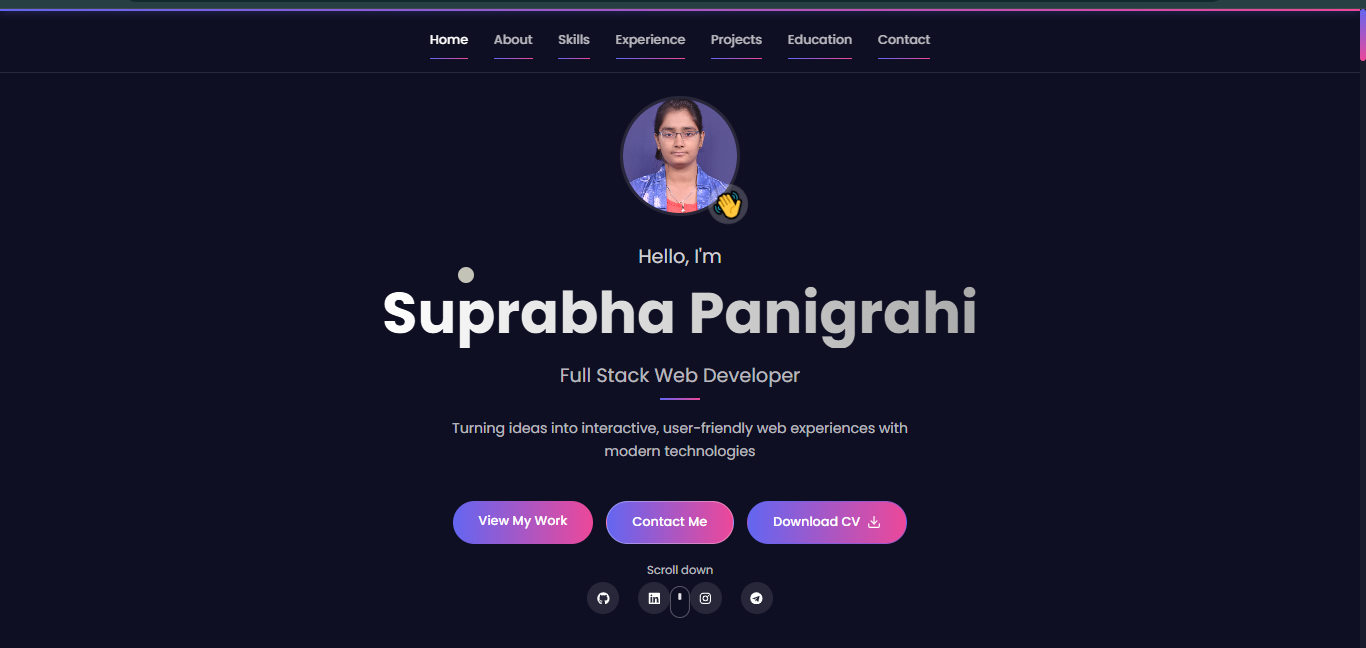 Home About Skills Experience Projects Education Contact
Hello, I'm
Suprabha Panigrahi
Full Stack Web Developer
Turning ideas into interactive, user-friendly web experiences with
modern technologies
View My Work Contact Me Download CV
Scroll down